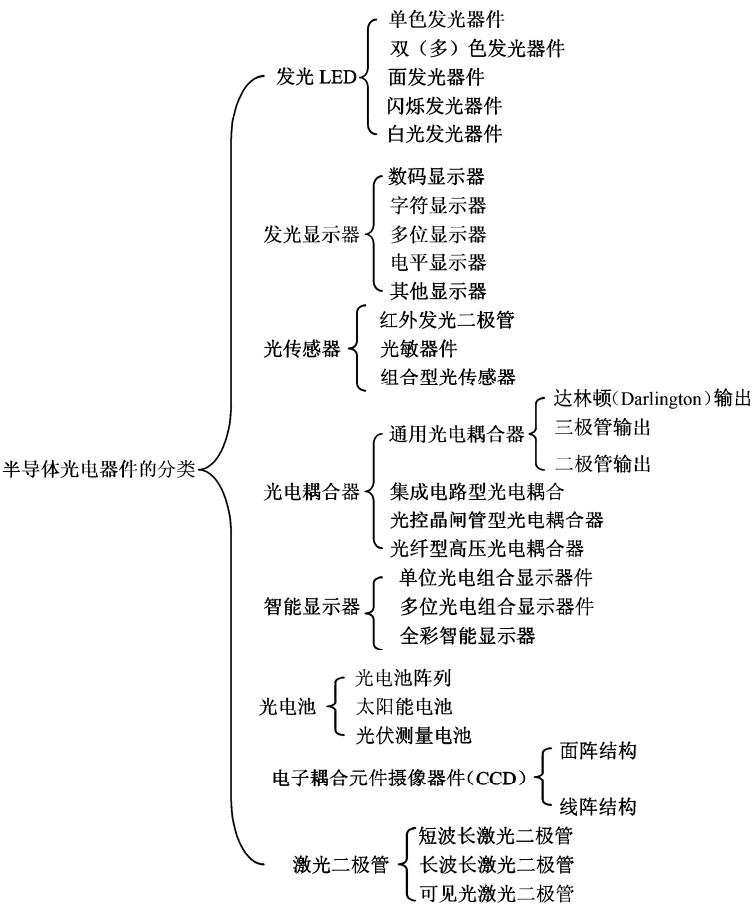 单色发光器件
双（多）色发光器件
发光 LED
面发光器件
闪烁发光器件
白光发光器件
数码显示器
字符显示器
发光显示器
多位显示器
电平显示器
其他显示器
红外发光二极管
光传感器
光敏器件
组合型光传感器
达林顿（Darlington）输出
通用光电耦合器
三极管输出
二极管输出
半导体光电器件的分类
光电耦合器
集成电路型光电耦合
光控晶闸管型光电耦合器
光纤型高压光电耦合器
单位光电组合显示器件
智能显示器
多位光电组合显示器件
全彩智能显示器
光电池阵列
光电池
太阳能电池
光伏测量电池
面阵结构
电子耦合元件摄像器件（CCD）
线阵结构
短波长激光二极管
激光二极管
长波长激光二极管
可见光激光二极管